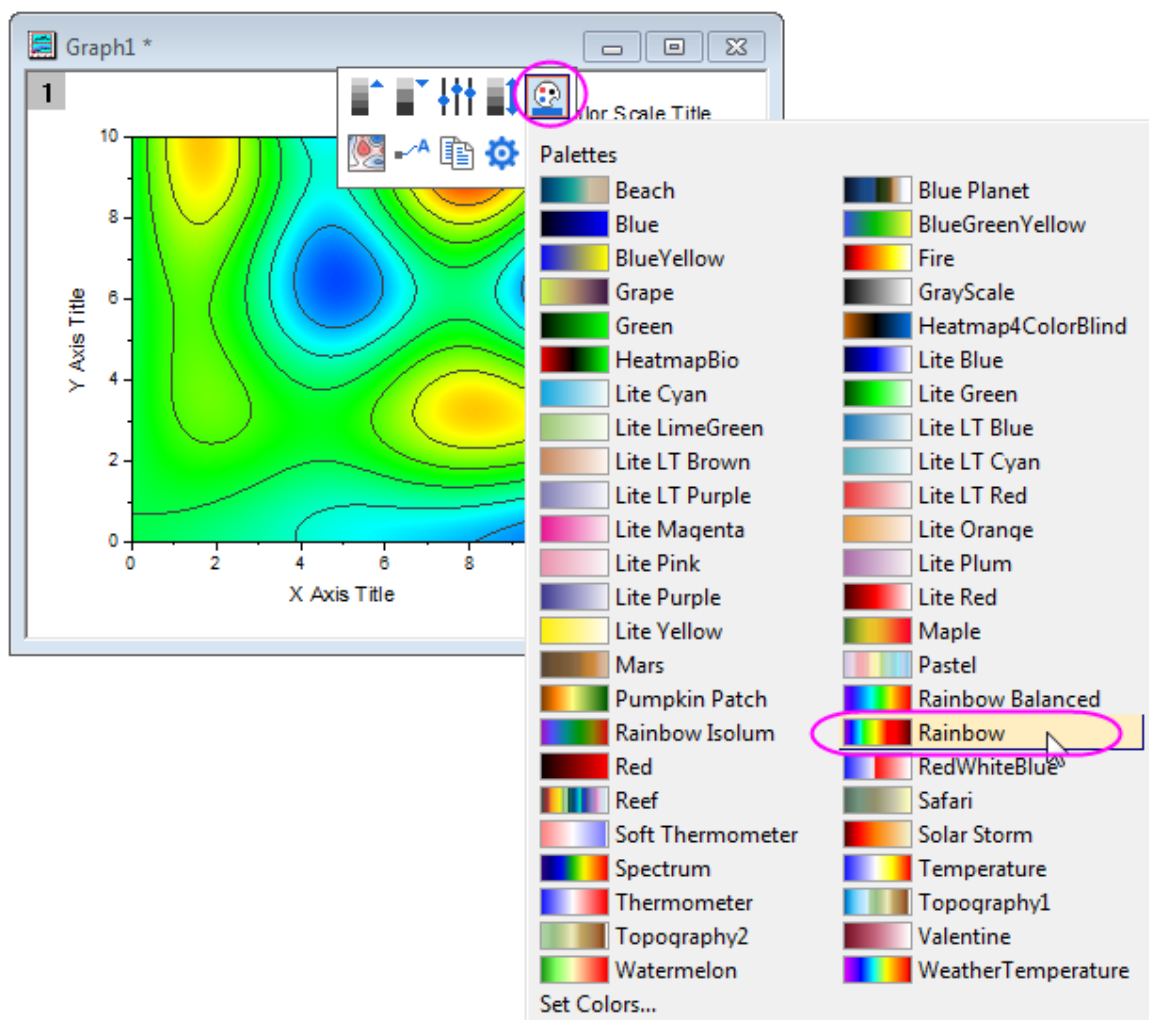 Graph1 *
1
lor Scale Title
10
8
6
4
2
0
Y Axis Title
0 2 4 6 8
X Axis Title
A
Palettes
Beach Blue Planet
Blue BlueGreenYellow
BlueYellow Fire
Grape GrayScale
Green Heatmap4ColorBlind
HeatmapBio Lite Blue
Lite Cyan Lite Green
Lite LimeGreen Lite LT Blue
Lite LT Brown Lite LT Cyan
Lite LT Purple Lite LT Red
Lite Magenta Lite Orange
Lite Pink Lite Plum
Lite Purple Lite Red
Lite Yellow Maple
Mars Pastel
Pumpkin Patch Rainbow Balanced
Rainbow Isolum Rainbow
Red RedWhiteBlue
Reef Safari
Soft Thermometer Solar Storm
Spectrum Temperature
Thermometer Topography1
Topography2 Valentine
Watermelon WeatherTemperature
Set Colors...